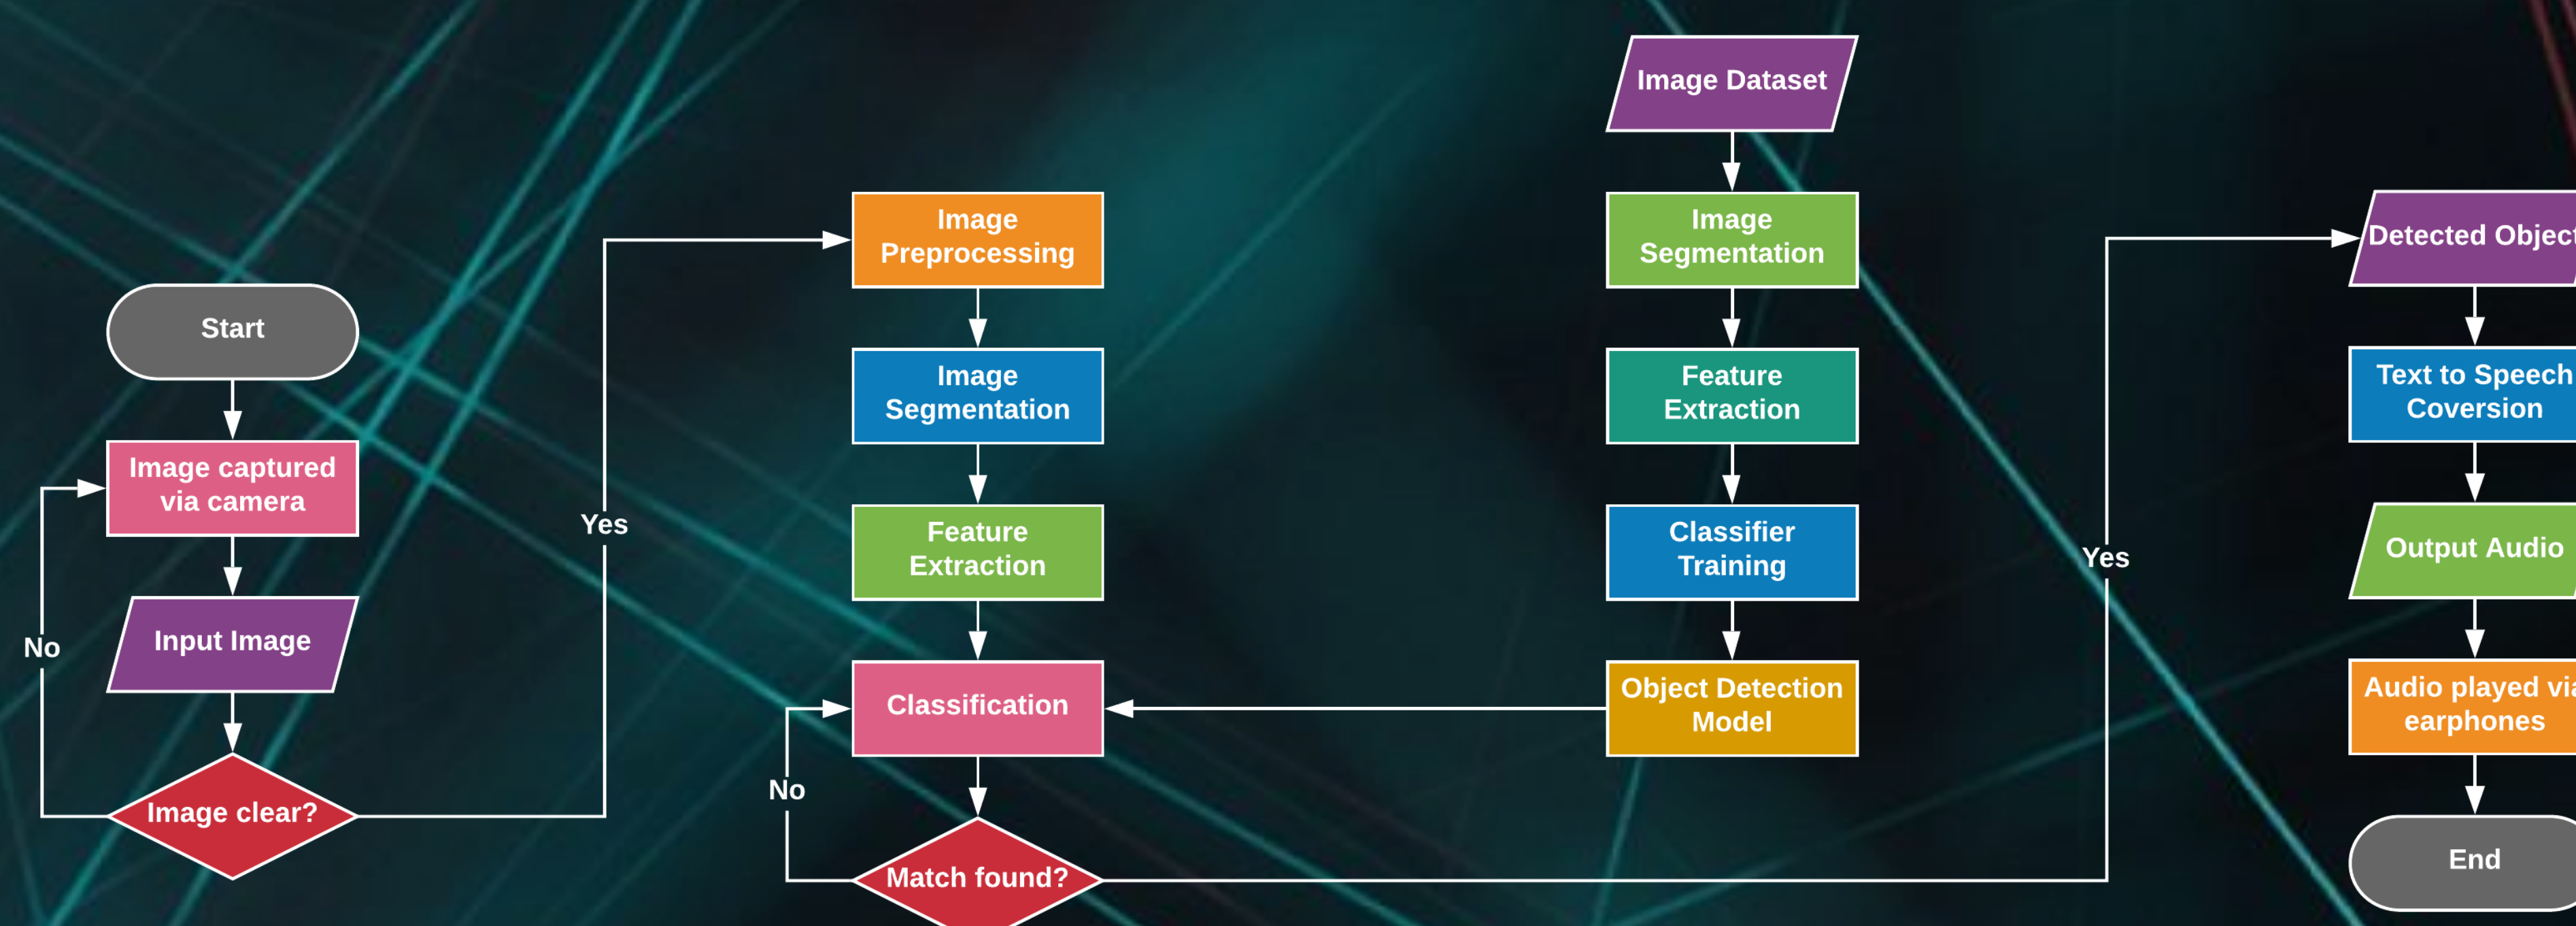 Start
Image captured
via camera
Input Image
Image clear?
No
Yes
Image
Preprocessing
Image
Segmentation
Feature
Extraction
Classification
Match found?
No
Image Dataset
Image
Segmentation
Feature
Extraction
Classifier
Training
Object Detection
Model
Yes
Detected Object
Text to Speech
Coversion
Output Audio
Audio played via
earphones
End